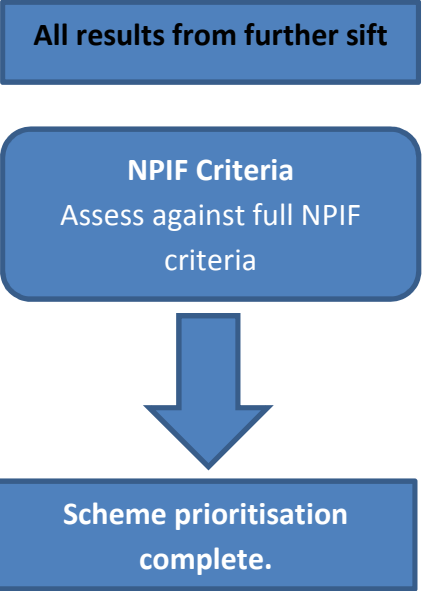 All results from further sift
NPIF Criteria
Assess against full NPIF
criteria
Scheme prioritisation
complete.